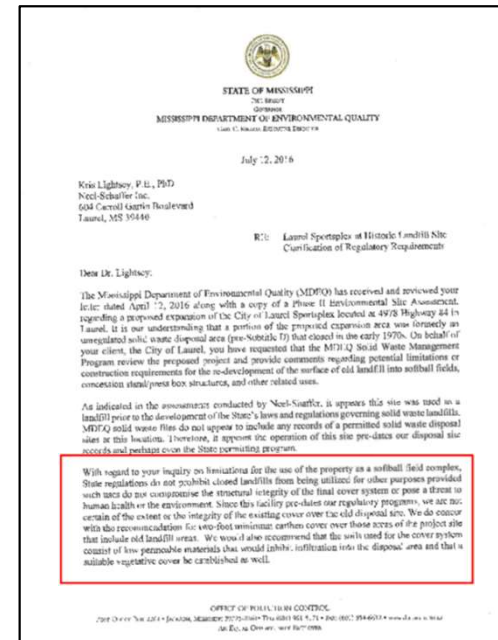 STATE OF MISSISSIPPI
PHIL BRYANT
GOVERNOR
MISSISSIPPI DEPARTMENT OF ENVIRONMENTAL QUALITY
GARY C. RIKARD, EXECUTIVE DIRECTOR
July 12, 2016
Kris Lightsey, P.E., PhD
Neel-Schaffer Inc.
604 Carroll Gartin Boulevard
Laurel, MS 39440
RE: Laurel Sportsplex at Historic Landfill Site
Clarification of Regulatory Requirements
Dear Dr. Lightsey:
The Mississippi Department of Environmental Quality (MDEQ) has received and reviewed your
letter dated April 12, 2016 along with a copy of a Phase II Environmental Site Assessment,
regarding a proposed expansion of the City of Laurel Sportsplex located at 4978 Highway 84 in
Laurel. It is our understanding that a portion of the proposed expansion area was formerly an
unregulated solid waste disposal area (pre-Subtitle D) that closed in the early 1970s. On behalf of
your client, the City of Laurel, you have requested that the MDEQ Solid Waste Management
Program review the proposed project and provide comments regarding potential limitations or
construction requirements for the re-development of the surface of old landfill into softball fields,
concession stand/press box structures, and other related uses.
As indicated in the assessments conducted by Neel-Shaffer, it appears this site was used as a
landfill prior to the development of the State's laws and regulations governing solid waste landfills.
MDEQ solid waste files do not appear to include any records of a permitted solid waste disposal
sites at this location. Therefore, it appears the operation of this site pre-dates our disposal site
records and perhaps even the State permitting program.
With regard to your inquiry on limitations for the use of the property as a softball field complex,
State regulations do not prohibit closed landfills from being utilized for other purposes provided
such uses do not compromise the structural integrity of the final cover system or pose a threat to
human health or the environment. Since this facility pre-dates our regulatory programs, we are not
certain of the extent or the integrity of the existing cover over the old disposal site. We do concur
with the recommendation for two-foot minimum earthen cover over those areas of the project site
that include old landfill areas. We would also recommend that the soils used for the cover system
consist of low permeable materials that would inhibit infiltration into the disposal area and that a
suitable vegetative cover be established as well.
OFFICE OF POLLUTION CONTROL